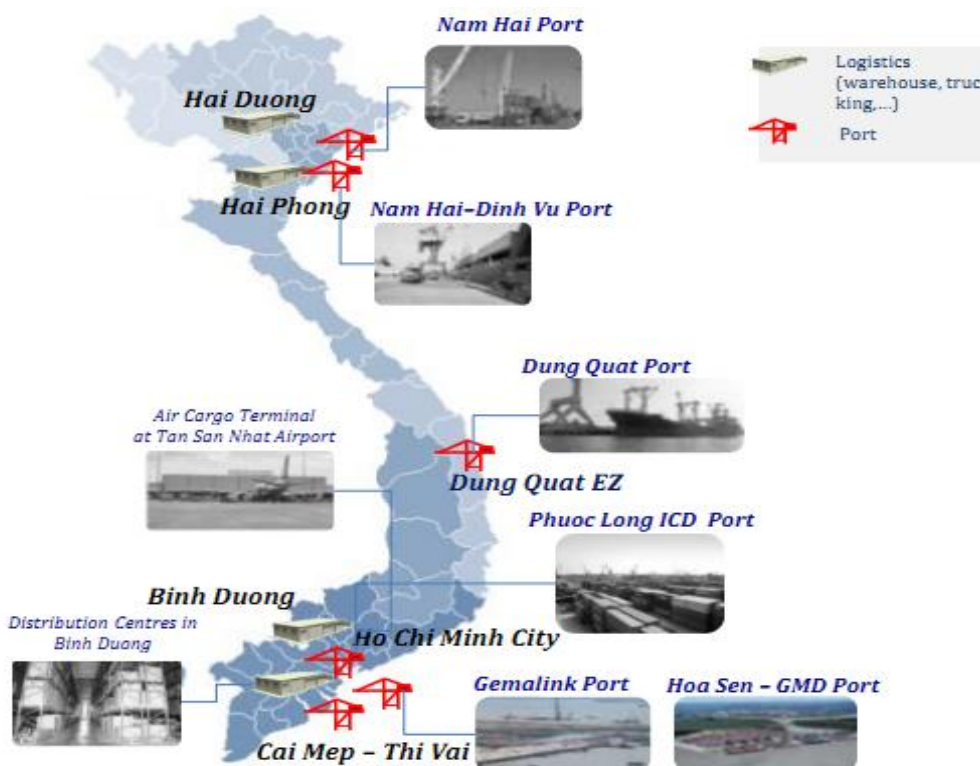 Nam Hai Port
Logistics
(warehouse, truc
king,...)
Port
Hai Duong
Hai Phong
Nam Hai–Dinh Vu Port
Dung Quat Port
Air Cargo Terminal
at Tan San Nhat Airport
Dung Quat EZ
Phuoc Long ICD Port
Binh Duong
Distribution Centres in
Binh Duang
Ho Chi Minh City
Gemalink Port
Hoa Sen – GMD Port
Cai Mep – Thi Vai